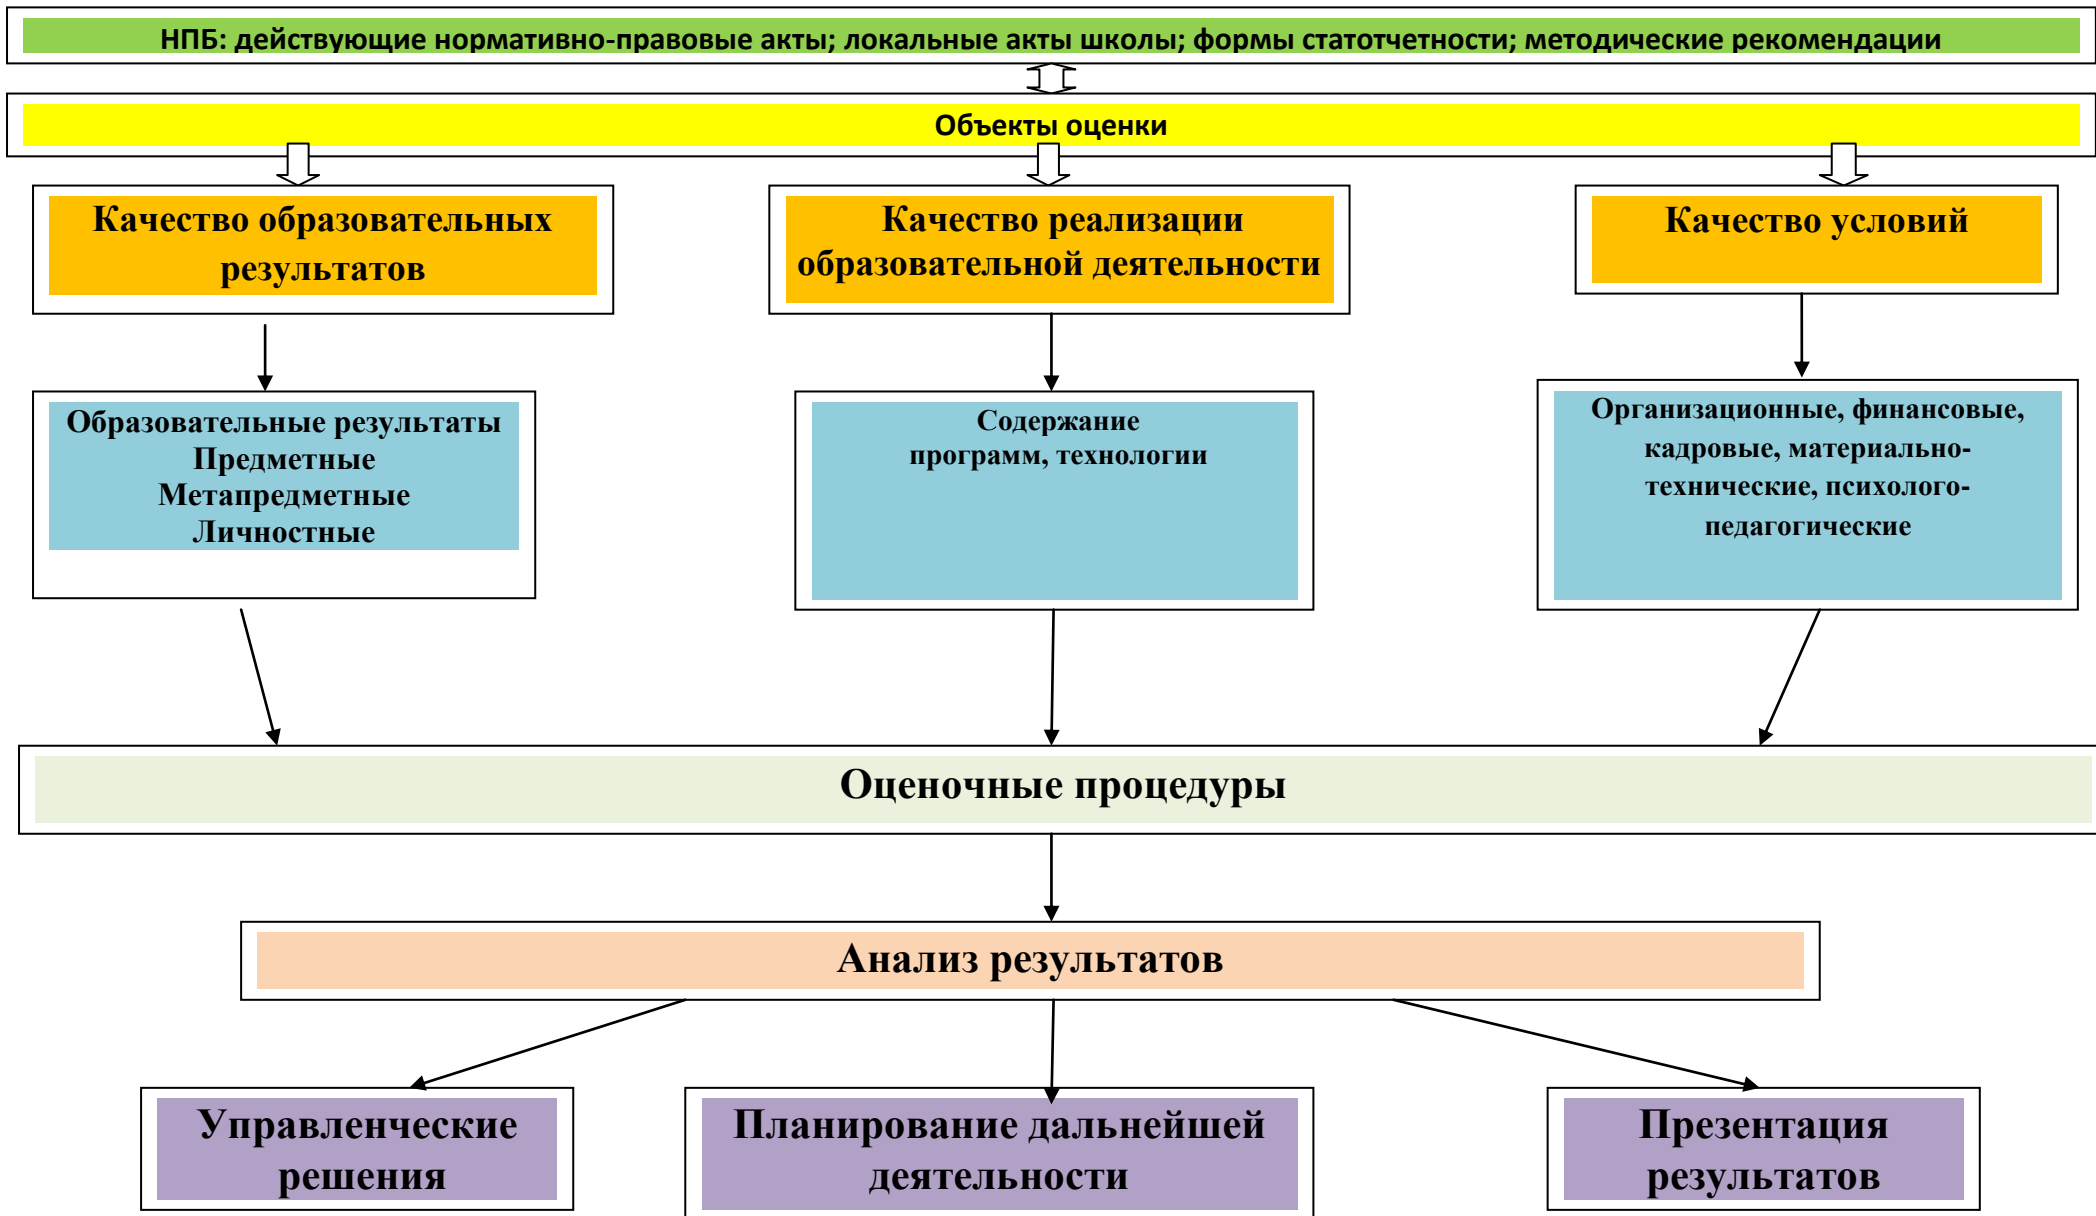 НПБ: действующие нормативно-правовые акты; локальные акты школы; формы статотчетности; методические рекомендации
Объекты оценки
Качество образовательных
результатов
Качество реализации
образовательной деятельности
Качество условий
Образовательные результаты
Предметные
Метапредметные
Личностные
Содержание
программ, технологии
Организационные, финансовые,
кадровые, материально-
технические, психолого-
педагогические
Оценочные процедуры
Анализ результатов
Управленческие
решения
Планирование дальнейшей
деятельности
Презентация
результатов